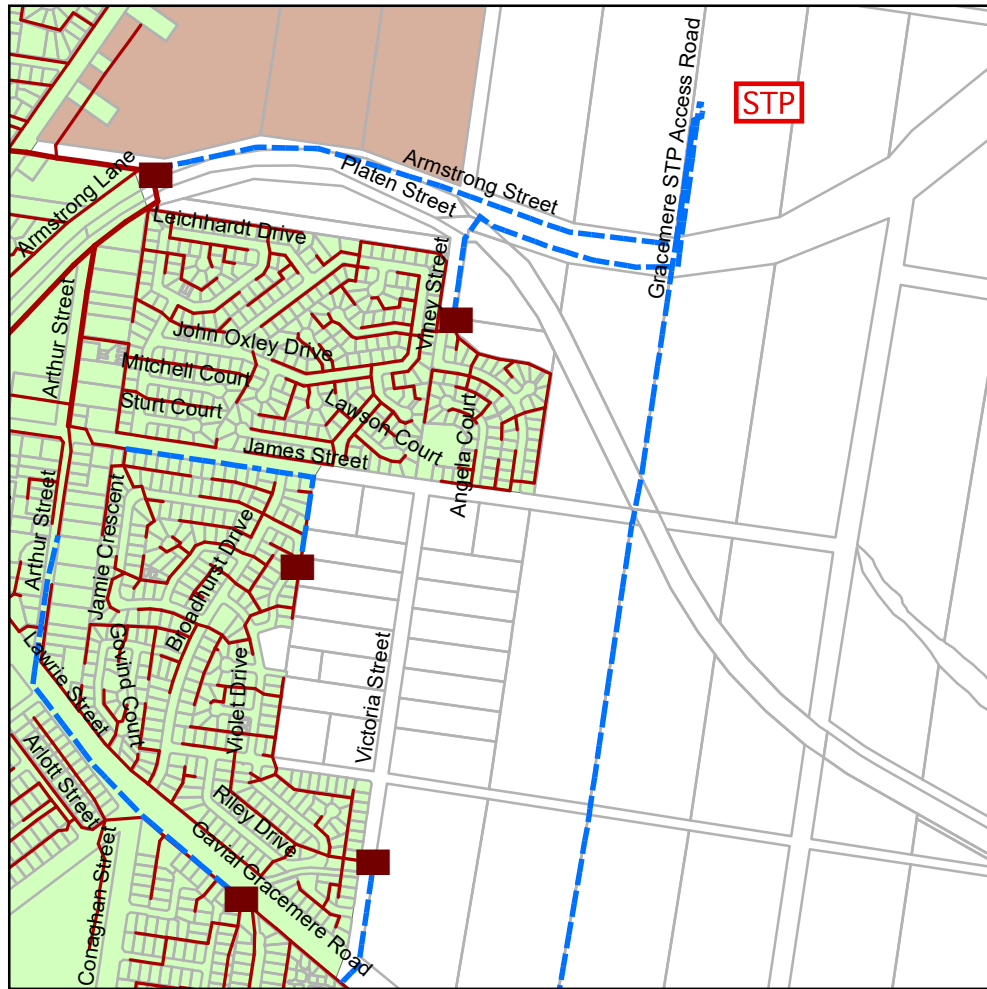 STP
Gracemere STP Access Road
Armstrong Street
Platen Street
Armstrong Lane
Leichhardt Drive
Viney Street
Arthur Street
John Oxley Drive
Mitchell Court
Sturt Court
Lawson Court
James Street
Angela Court
Arthur Street
Jamie Crescent
Broadhurst Drive
Govind Court
Lawrie Street
Violet Drive
Victoria Street
Arlott Street
Riley Drive
Gavial Gracemere Road
Conaghan Street